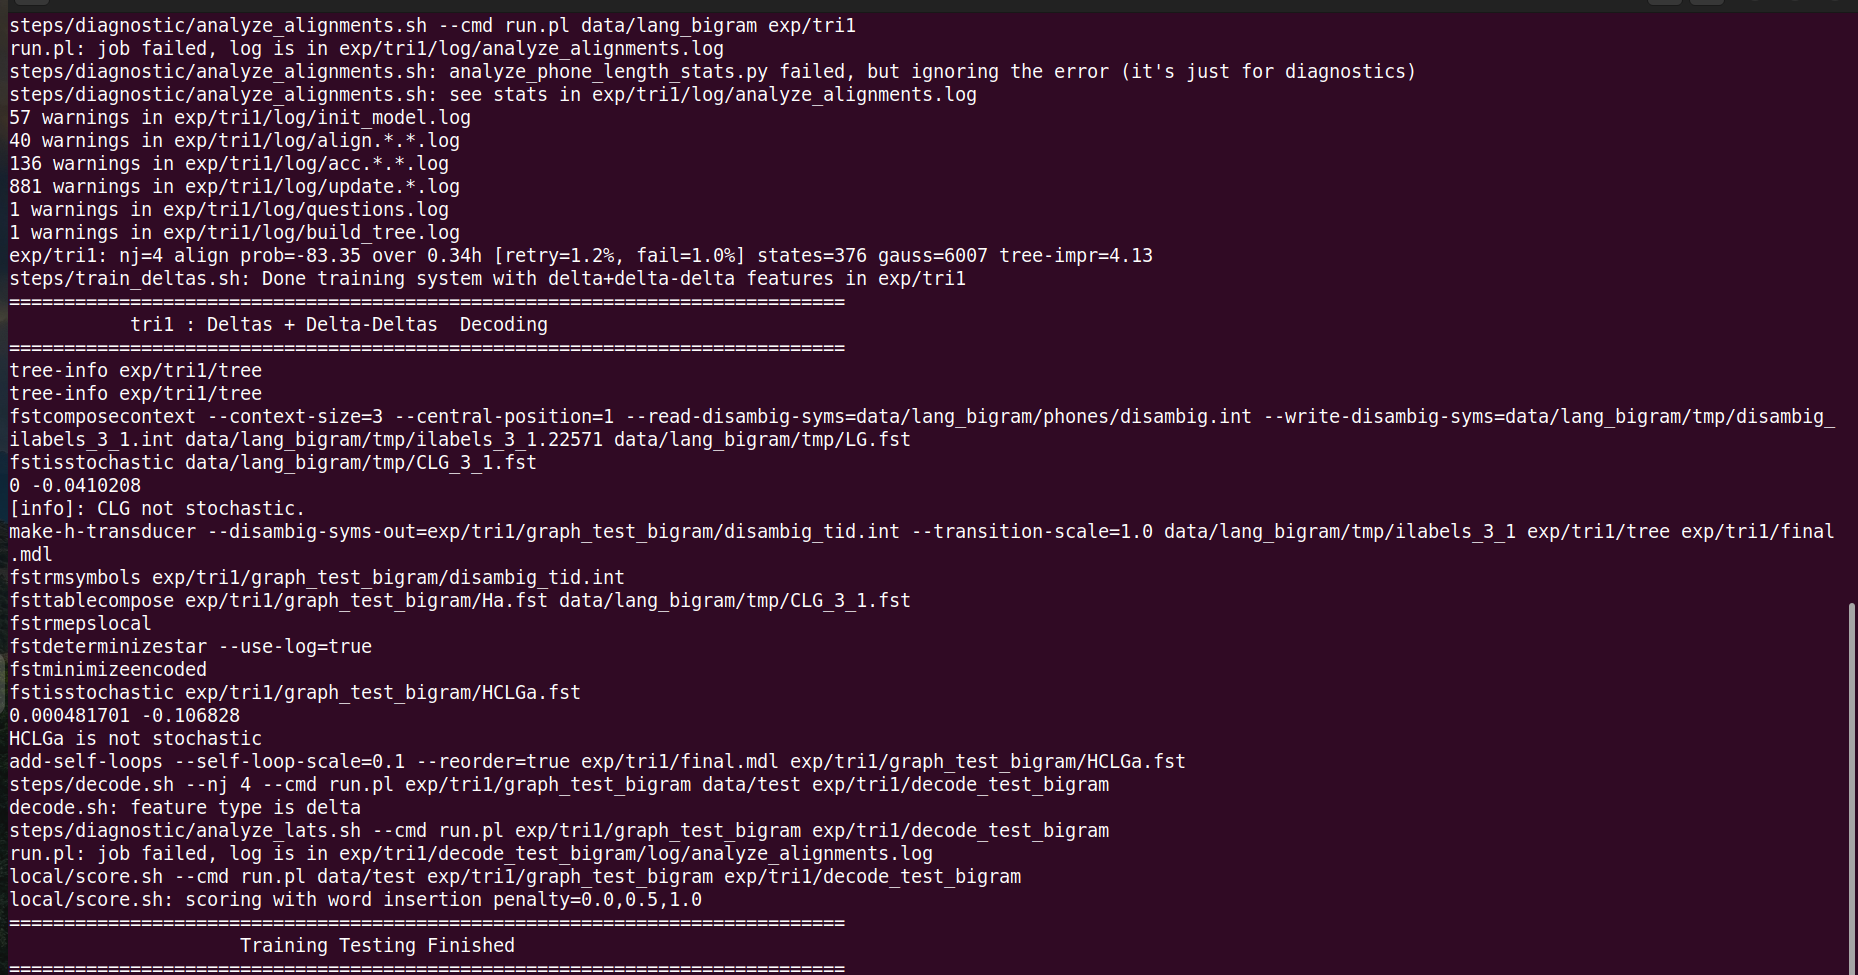 steps/diagnostic/analyze_alignments.sh --cmd run.pl data/lang_bigram exp/tri1
run.pl: job failed, log is in exp/tri1/log/analyze_alignments.log
steps/diagnostic/analyze_alignments.sh: analyze_phone_length_stats.py failed, but ignoring the error (it's just for diagnostics)
steps/diagnostic/analyze_alignments.sh: see stats in exp/tri1/log/analyze_alignments.log
57 warnings in exp/tri1/log/init_model.log
40 warnings in exp/tri1/log/align.*.*.log
136 warnings in exp/tri1/log/acc.*.*.log
881 warnings in exp/tri1/log/update.*.log
1 warnings in exp/tri1/log/questions.log
1 warnings in exp/tri1/log/build_tree.log
exp/tri1: nj=4 align prob=-83.35 over 0.34h [retry=1.2%, fail=1.0%] states=376 gauss=6007 tree-impr=4.13
steps/train_deltas.sh: Done training system with delta+delta-delta features in exp/tri1
============================================================================
tri1 : Deltas + Delta-Deltas  Decoding
============================================================================
tree-info exp/tri1/tree
tree-info exp/tri1/tree
fstcomposecontext --context-size=3 --central-position=1 --read-disambig-syms=data/lang_bigram/phones/disambig.int --write-disambig-syms=data/lang_bigram/tmp/disambig_
ilabels_3_1.int data/lang_bigram/tmp/ilabels_3_1.22571 data/lang_bigram/tmp/LG.fst
fstisstochastic data/lang_bigram/tmp/CLG_3_1.fst
0 -0.0410208
[info]: CLG not stochastic.
make-h-transducer --disambig-syms-out=exp/tri1/graph_test_bigram/disambig_tid.int --transition-scale=1.0 data/lang_bigram/tmp/ilabels_3_1 exp/tri1/tree exp/tri1/final
.mdl
fstrmsymbols exp/tri1/graph_test_bigram/disambig_tid.int
fsttablecompose exp/tri1/graph_test_bigram/Ha.fst data/lang_bigram/tmp/CLG_3_1.fst
fstrmepslocal
fstdeterminizestar --use-log=true
fstminimizeencoded
fstisstochastic exp/tri1/graph_test_bigram/HCLGa.fst
0.000481701 -0.106828
HCLGa is not stochastic
add-self-loops --self-loop-scale=0.1 --reorder=true exp/tri1/final.mdl exp/tri1/graph_test_bigram/HCLGa.fst
steps/decode.sh --nj 4 --cmd run.pl exp/tri1/graph_test_bigram data/test exp/tri1/decode_test_bigram
decode.sh: feature type is delta
steps/diagnostic/analyze_lats.sh --cmd run.pl exp/tri1/graph_test_bigram exp/tri1/decode_test_bigram
run.pl: job failed, log is in exp/tri1/decode_test_bigram/log/analyze_alignments.log
local/score.sh --cmd run.pl data/test exp/tri1/graph_test_bigram exp/tri1/decode_test_bigram
local/score.sh: scoring with word insertion penalty=0.0,0.5,1.0
============================================================================
Training Testing Finished
============================================================================